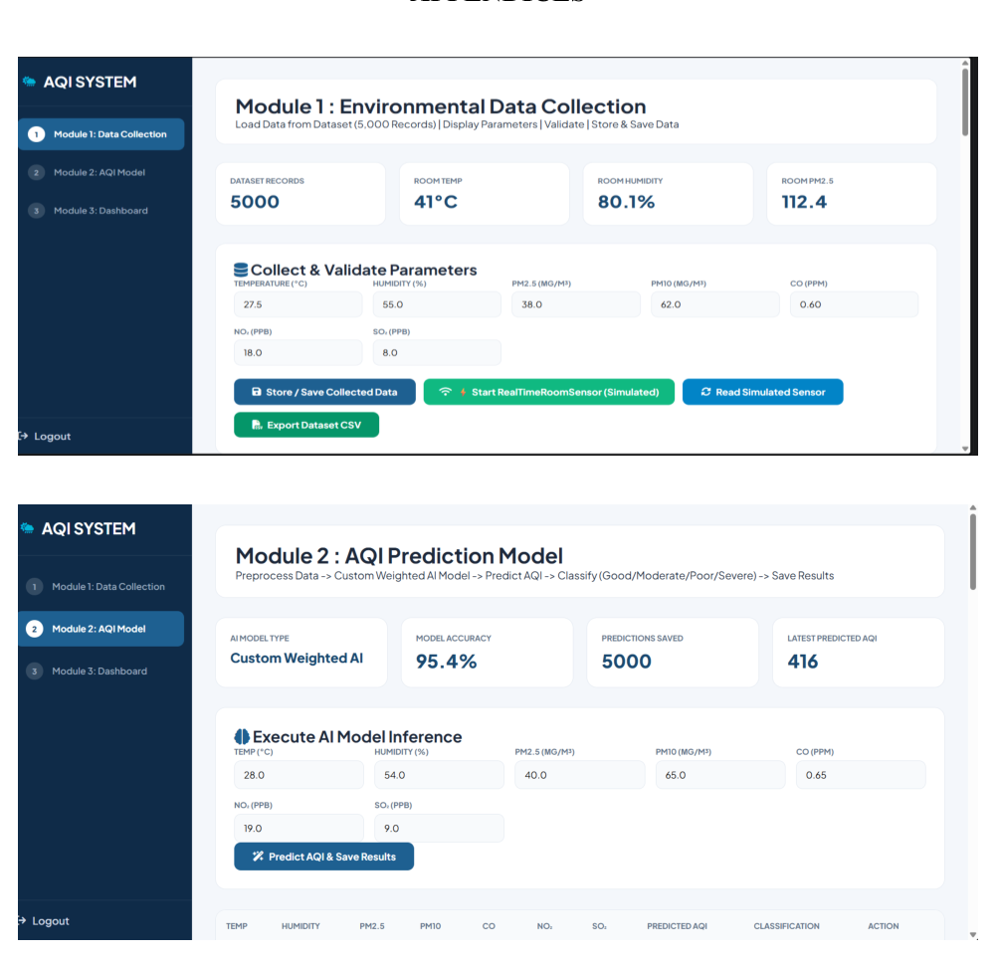 APPENDICES
AQI SYSTEM
1 Module 1: Data Collection
2 Module 2: AQI Model
3 Module 3: Dashboard
Logout
Module 1 : Environmental Data Collection
Load Data from Dataset (5,000 Records) | Display Parameters | Validate | Store & Save Data
DATASET RECORDS ROOM TEMP ROOM HUMIDITY ROOM PM2.5
5000 41°C 80.1% 112.4
Collect & Validate Parameters
TEMPERATURE (°C) HUMIDITY (%) PM2.5 (MG/M³) PM10 (MG/M³) CO (PPM)
27.5 55.0 38.0 62.0 0.60
NO₂ (PPB) SO₂ (PPB)
18.0 8.0
Store / Save Collected Data Start RealTimeRoomSensor (Simulated) Read Simulated Sensor
Export Dataset CSV
AQI SYSTEM
1 Module 1: Data Collection
2 Module 2: AQI Model
3 Module 3: Dashboard
Logout
Module 2 : AQI Prediction Model
Preprocess Data -> Custom Weighted AI Model -> Predict AQI -> Classify (Good/Moderate/Poor/Severe) -> Save Results
AI MODEL TYPE MODEL ACCURACY PREDICTIONS SAVED LATEST PREDICTED AQI
Custom Weighted AI 95.4% 5000 416
Execute AI Model Inference
TEMP (°C) HUMIDITY (%) PM2.5 (MG/M³) PM10 (MG/M³) CO (PPM)
28.0 54.0 40.0 65.0 0.65
NO₂ (PPB) SO₂ (PPB)
19.0 9.0
Predict AQI & Save Results
TEMP HUMIDITY PM2.5 PM10 CO NO₂ SO₂ PREDICTED AQI CLASSIFICATION ACTION